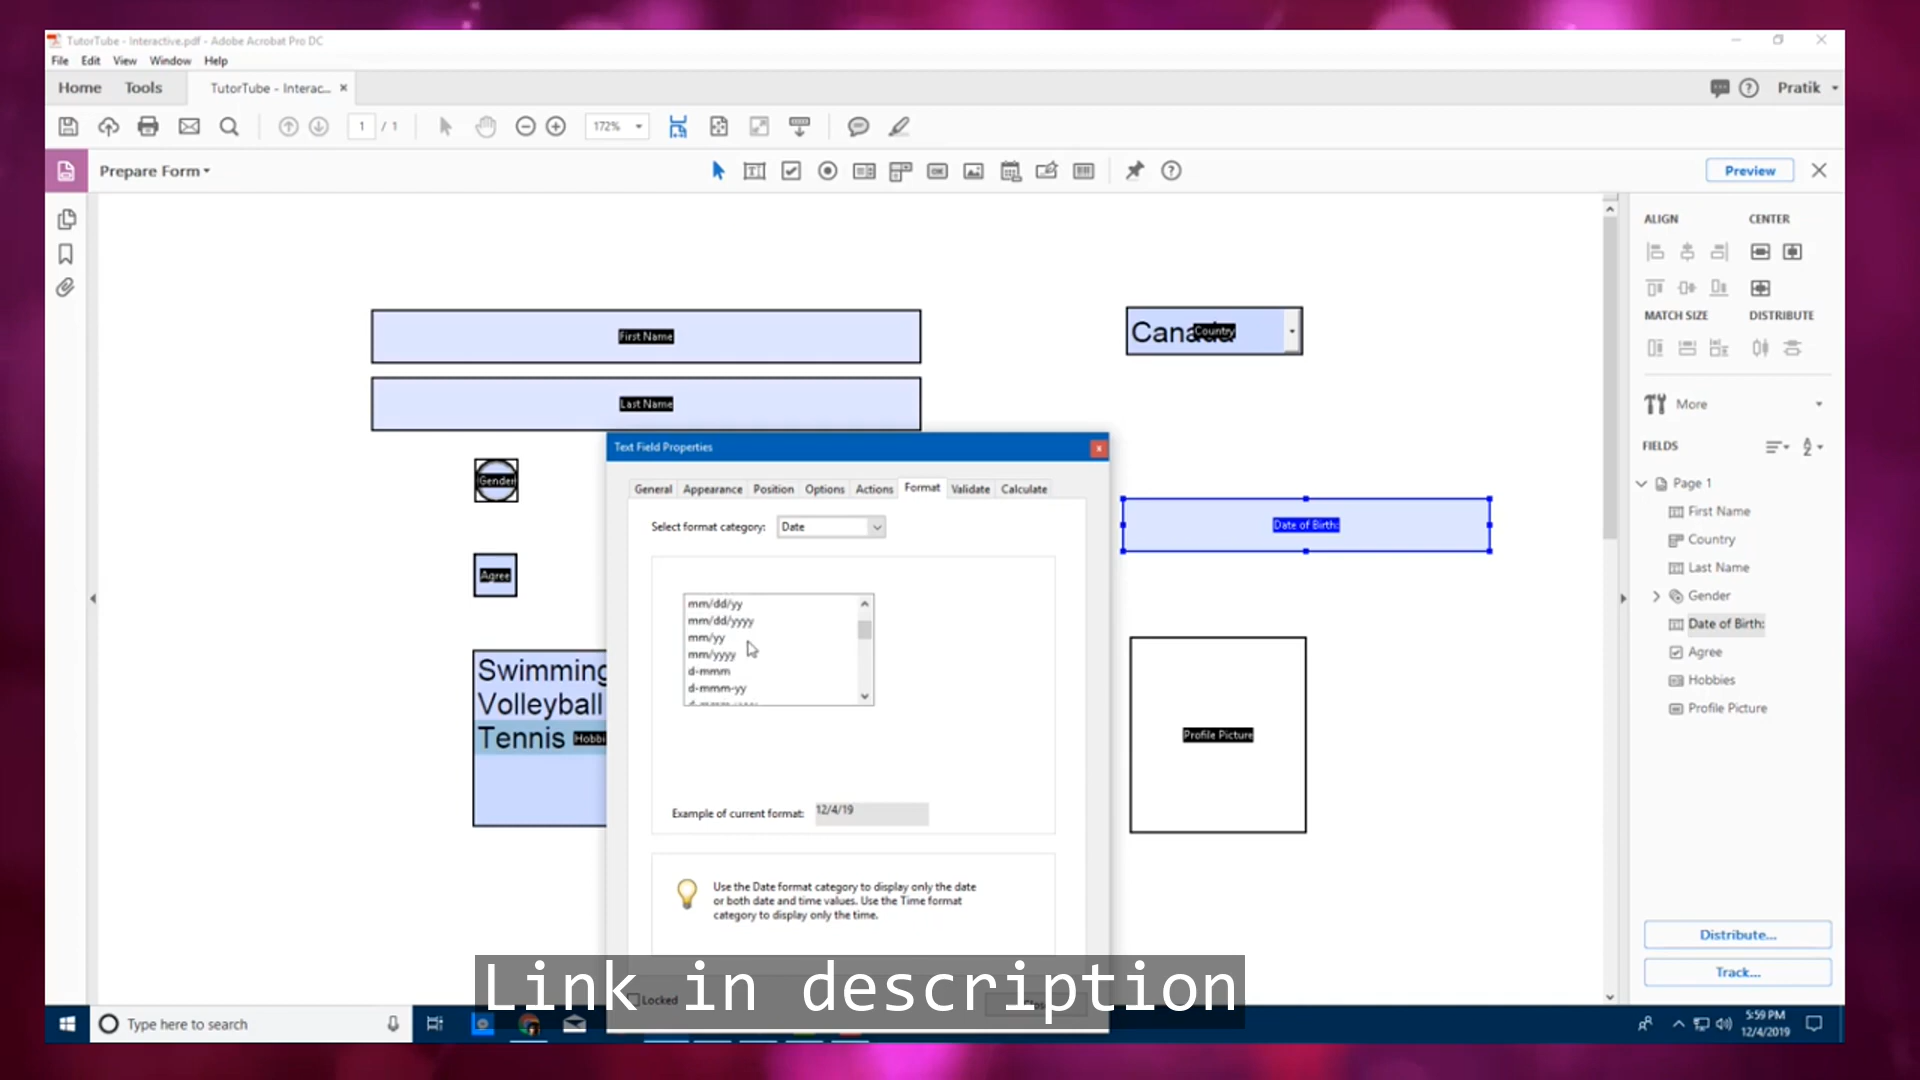 TutorTube - Interactive.pdf - Adobe Acrobat Pro DC
File Edit View Window Help
Home Tools TutorTube - Interac... ×
Pratik
1 / 1 172%
Prepare Form
Preview
ALIGN CENTER
MATCH SIZE DISTRIBUTE
More
FIELDS
Page 1
First Name
Country
Last Name
Gender
Date of Birth:
Agree
Hobbies
Profile Picture
Distribute...
Track...
First Name
Last Name
Gender
Agree
Swimming
Volleyball
Tennis
Country
Date of Birth:
Profile Picture
Text Field Properties
General Appearance Position Options Actions Format Validate Calculate
Select format category: Date
mm/dd/yy
mm/dd/yyyy
mm/yy
mm/yyyy
d-mmm
d-mmm-yy
Example of current format: 12/4/19
Use the Date format category to display only the date
or both date and time values. Use the Time format
category to display only the time.
Locked
Link in description
Type here to search
5:59 PM
12/4/2019